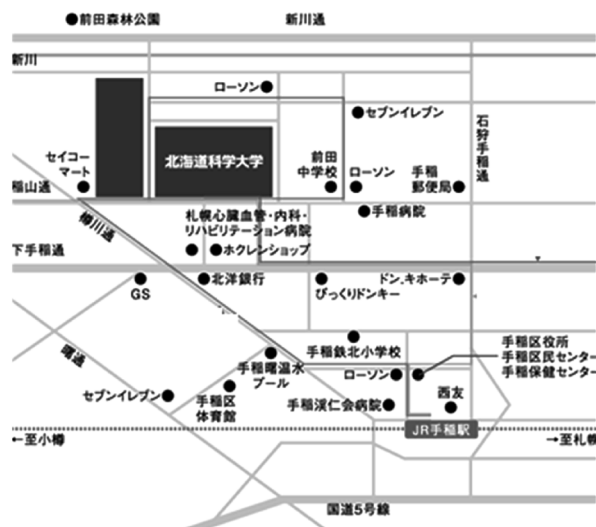 ●前田森林公園
新川通
新川
ローソン
セブンイレブン
石狩手稲通
北海道科学大学
セイコー
マート
前田
中学校
ローソン
手稲
郵便局
稲山通
手稲病院
樽川通
札幌心臓血管・内科・
リハビリテーション病院
下手稲通
ホクレンショップ
GS
北洋銀行
びっくりドンキー
ドン.キホーテ
曙通
手稲鉄北小学校
手稲区役所
手稲区民センター
手稲保健センター
手稲曙温水
プール
ローソン
セブンイレブン
手稲区
体育館
手稲渓仁会病院
西友
JR手稲駅
←至小樽
→至札幌
国道5号線